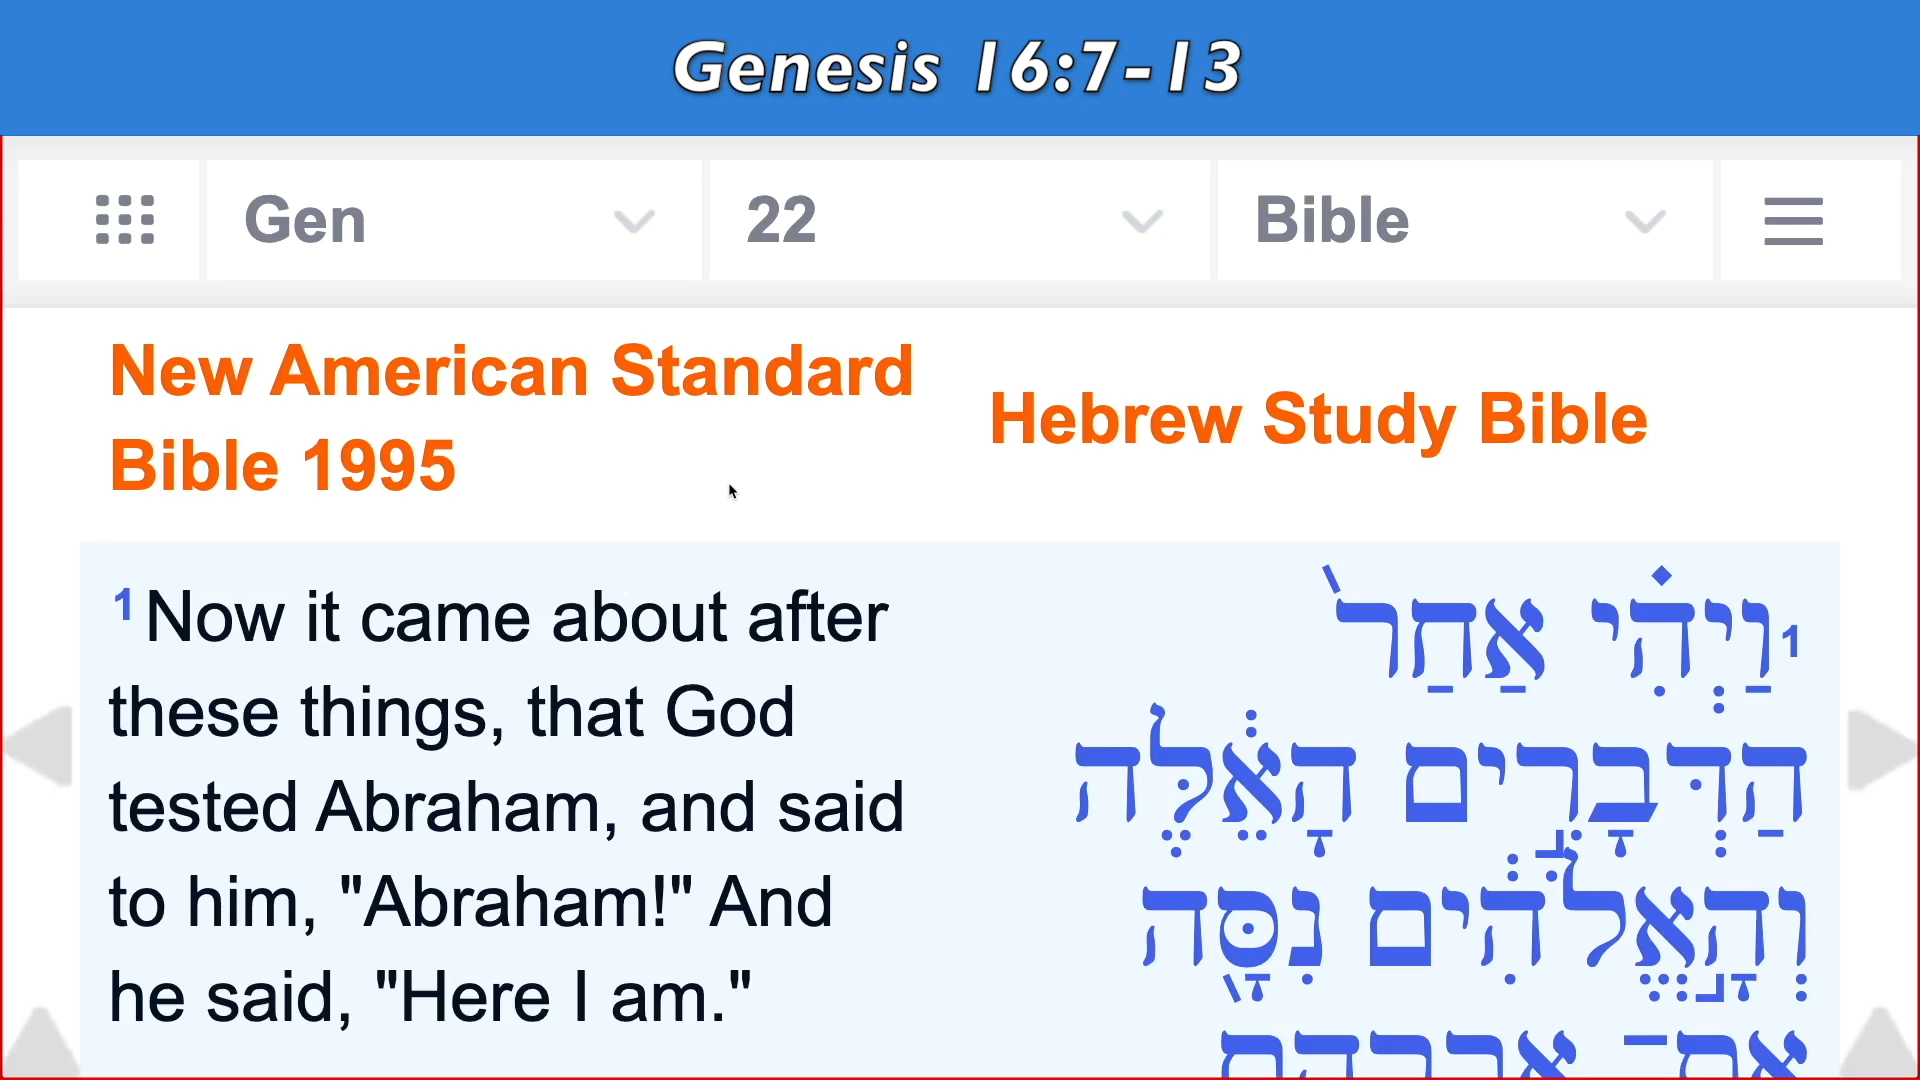 Genesis 16:7-13
Gen 22 Bible
New American Standard
Bible 1995
Hebrew Study Bible
1 Now it came about after
these things, that God
tested Abraham, and said
to him, "Abraham!" And
he said, "Here I am."
1 וַיְהִ֗י אַחַר֙
הַדְּבָרִ֣ים הָאֵ֔לֶּה
וְהָ֣אֱלֹהִ֔ים נִסָּ֖ה
אֶת־ אַבְרָהָם